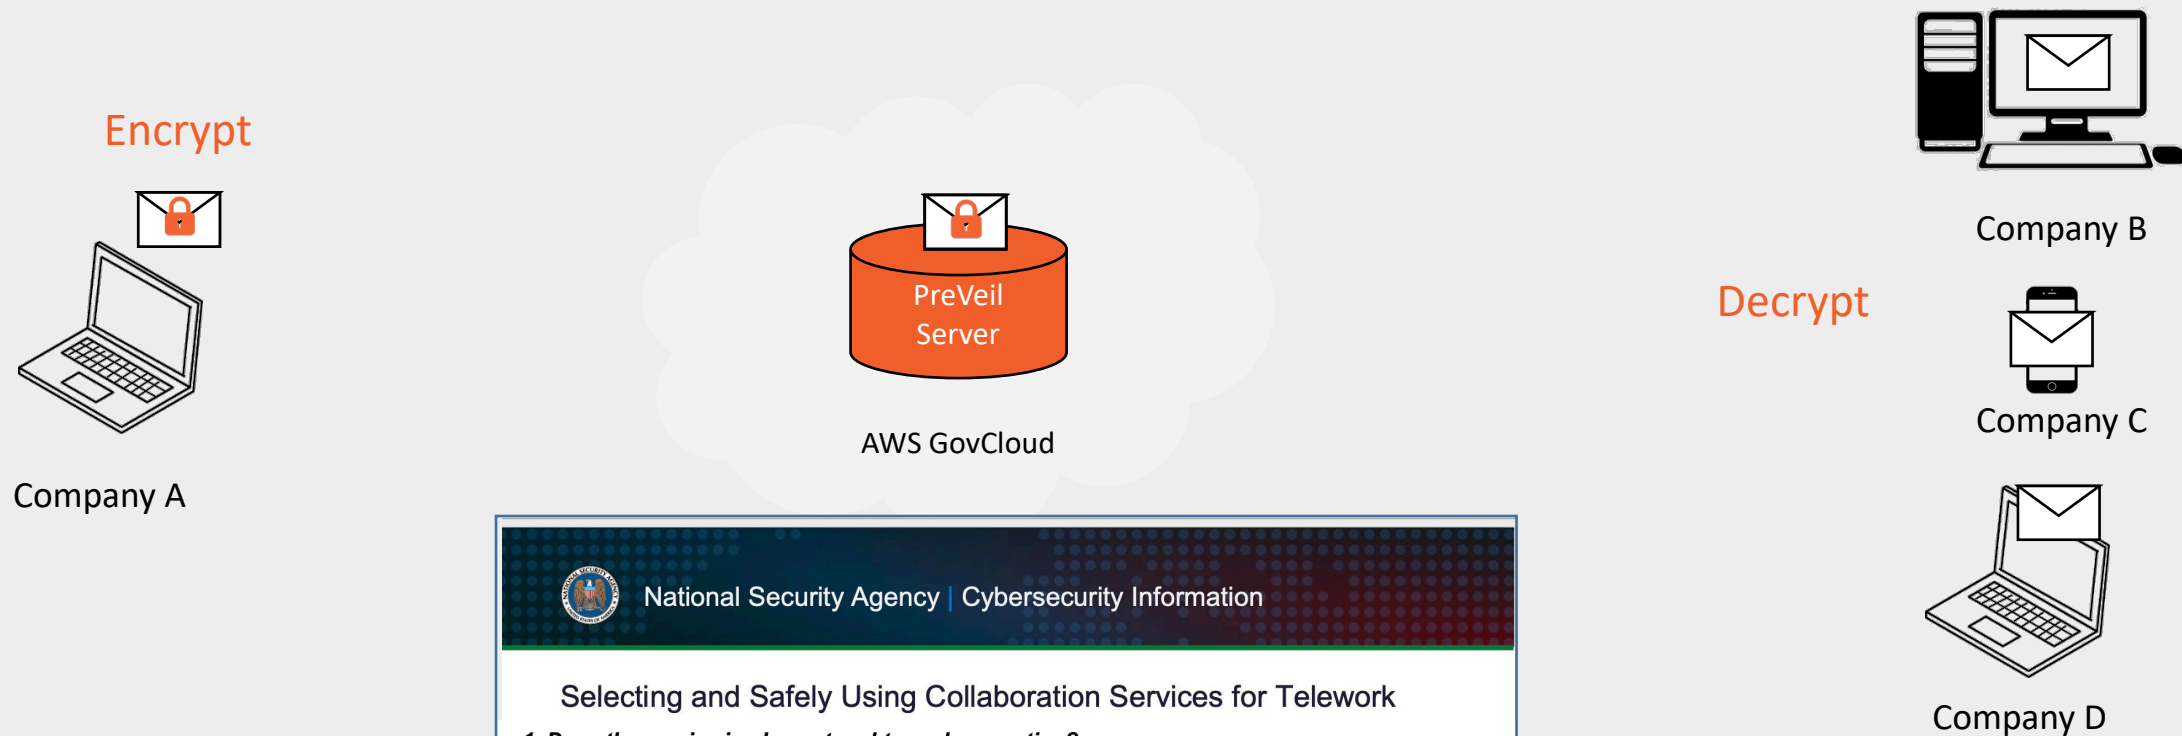 Encrypt
Company A
PreVeil
Server
AWS GovCloud
Decrypt
Company B
Company C
Company D
National Security Agency | Cybersecurity Information
Selecting and Safely Using Collaboration Services for Telework